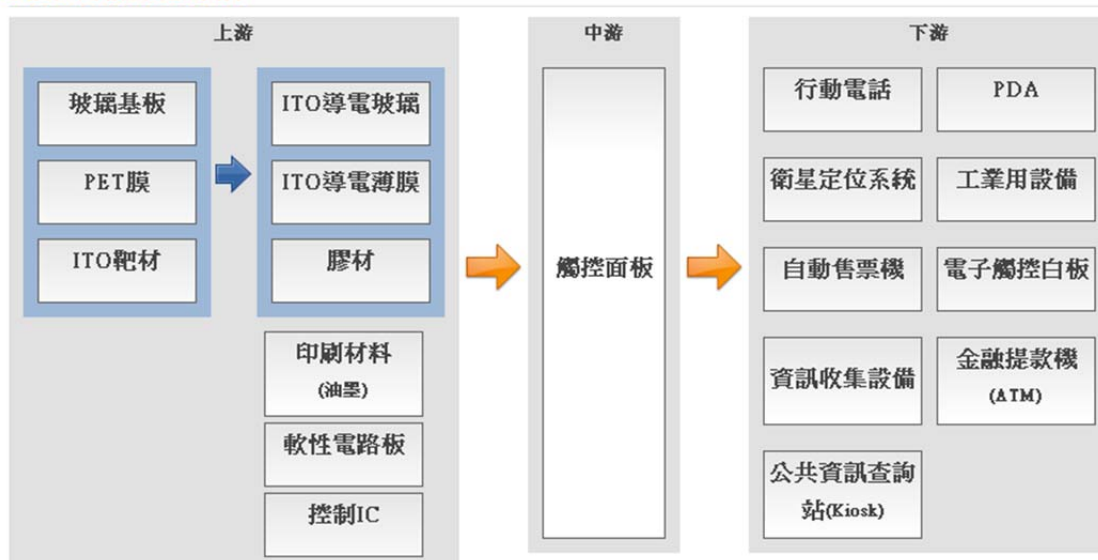 上游
玻璃基板
PET膜
ITO靶材
ITO導電玻璃
ITO導電薄膜
膠材
印刷材料
(油墨)
軟性電路板
控制IC
中游
觸控面板
下游
行動電話
PDA
衛星定位系統
工業用設備
自動售票機
電子觸控白板
資訊收集設備
金融提款機
(ATM)
公共資訊查詢
站(Kiosk)